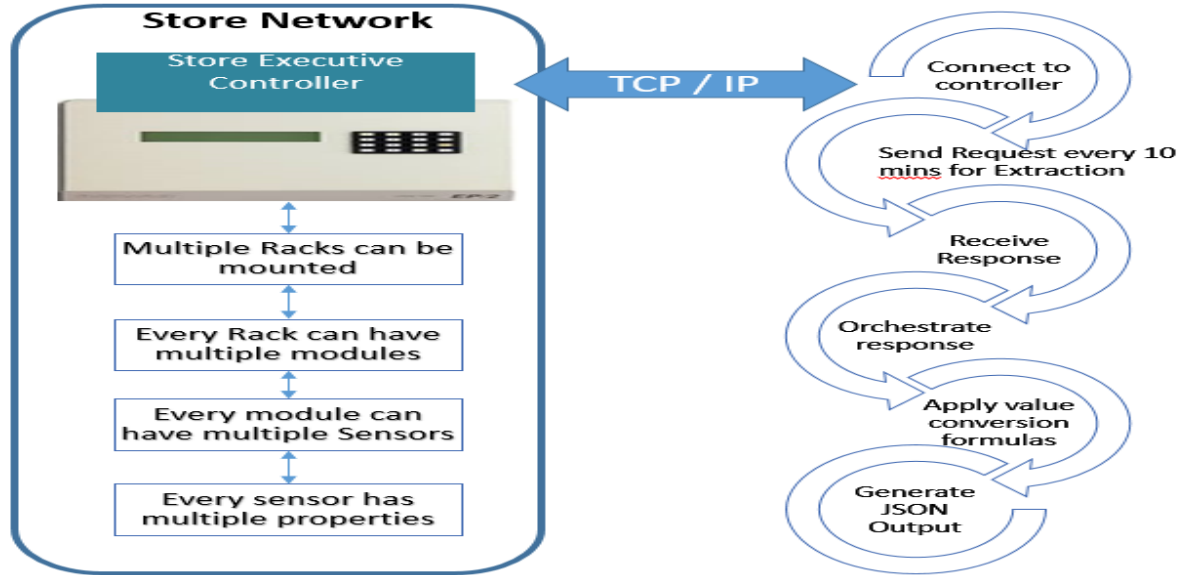 Store Network
Store Executive
Controller
TCP / IP
EP-2
Multiple Racks can be
mounted
Every Rack can have
multiple modules
Every module can
have multiple Sensors
Every sensor has
multiple properties
Connect to
controller
Send Request every 10
mins for Extraction
Receive
Response
Orchestrate
response
Apply value
conversion
formulas
Generate
JSON
Output